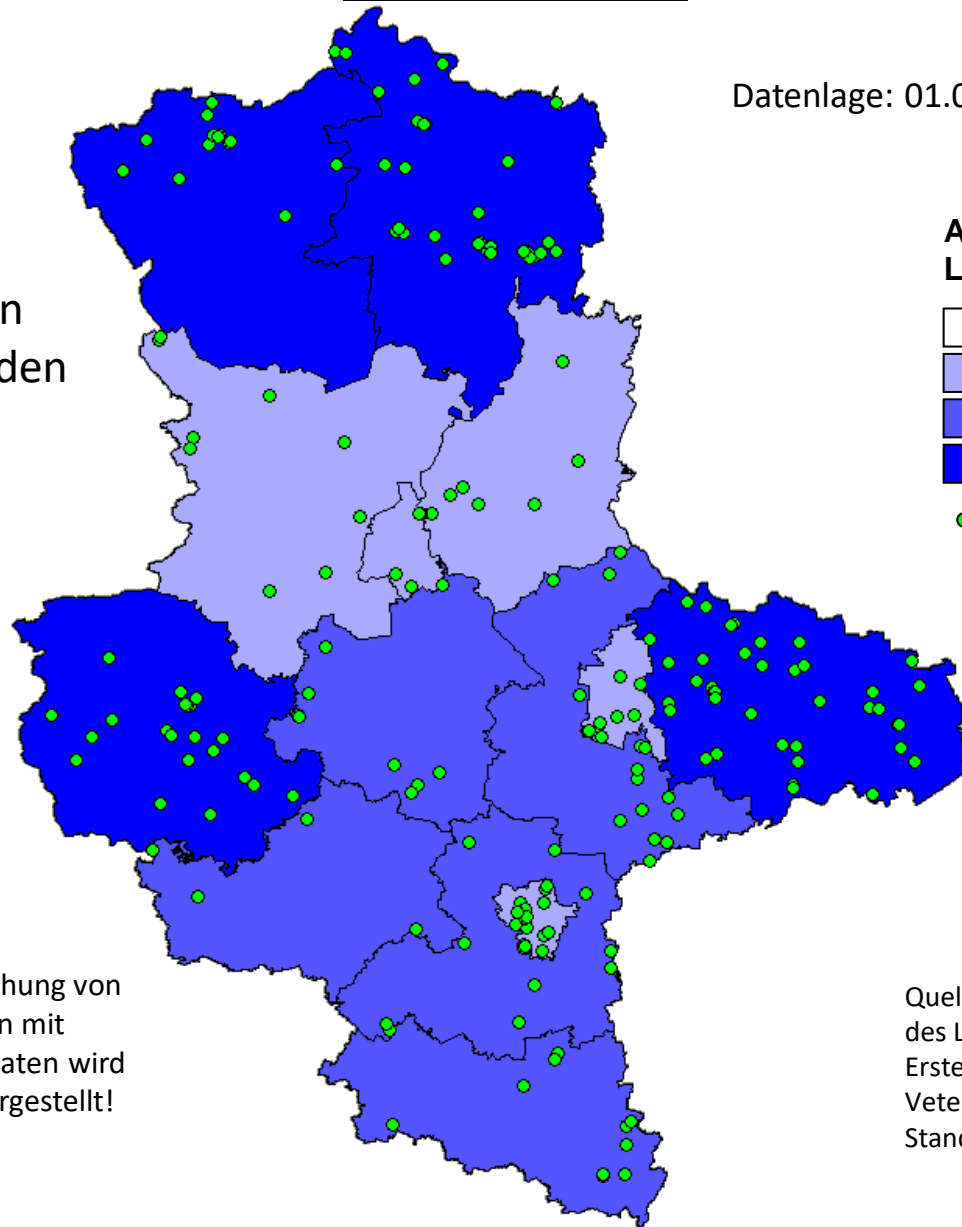 Datenlage: 01.0
A
L
n
den
hung von
n mit
aten wird
rgestellt!
Quel
des L
Erste
Vete
Stand